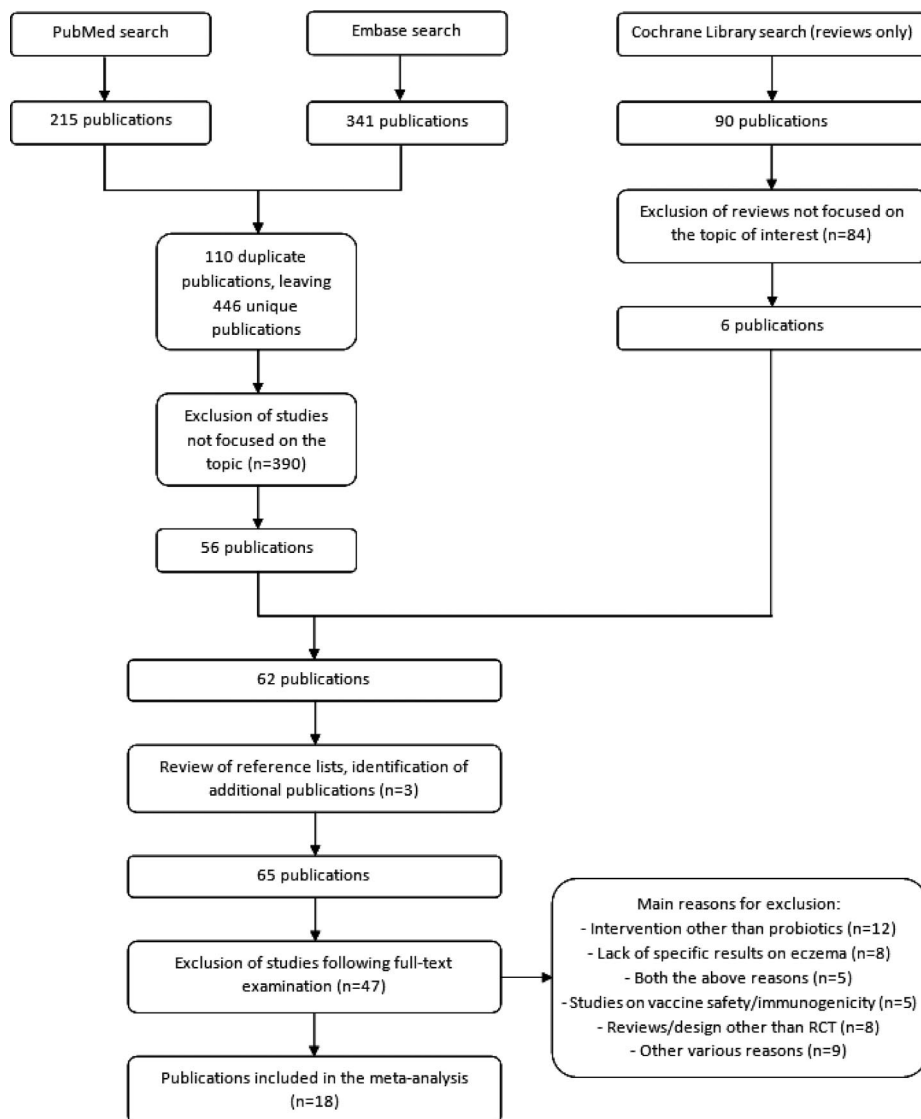 PubMed search
Embase search
Cochrane Library search (reviews only)
215 publications
341 publications
90 publications
Exclusion of reviews not focused on
the topic of interest (n=84)
110 duplicate
publications, leaving
446 unique
publications
6 publications
Exclusion of studies
not focused on the
topic (n=390)
56 publications
62 publications
Review of reference lists, identification of
additional publications (n=3)
65 publications
Exclusion of studies following full-text
examination (n=47)
Main reasons for exclusion:
- Intervention other than probiotics (n=12)
- Lack of specific results on eczema (n=8)
- Both the above reasons (n=5)
- Studies on vaccine safety/immunogenicity (n=5)
- Reviews/design other than RCT (n=8)
- Other various reasons (n=9)
Publications included in the meta-analysis
(n=18)